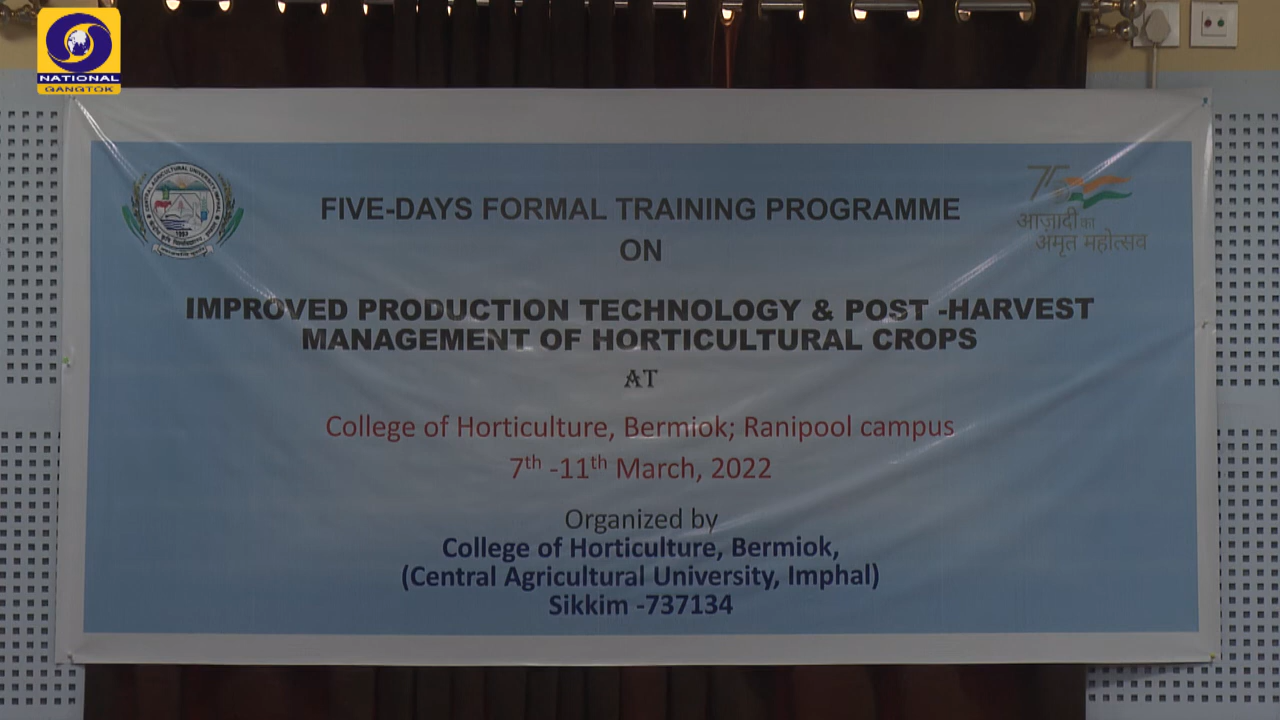 NATIONAL
GANGTOK
FIVE-DAYS FORMAL TRAINING PROGRAMME
ON
IMPROVED PRODUCTION TECHNOLOGY & POST -HARVEST
MANAGEMENT OF HORTICULTURAL CROPS
AT
College of Horticulture, Bermiok; Ranipool campus
7th -11th March, 2022
Organized by
College of Horticulture, Bermiok,
(Central Agricultural University, Imphal)
Sikkim -737134
75
आज़ादी का
अमृत महोत्सव